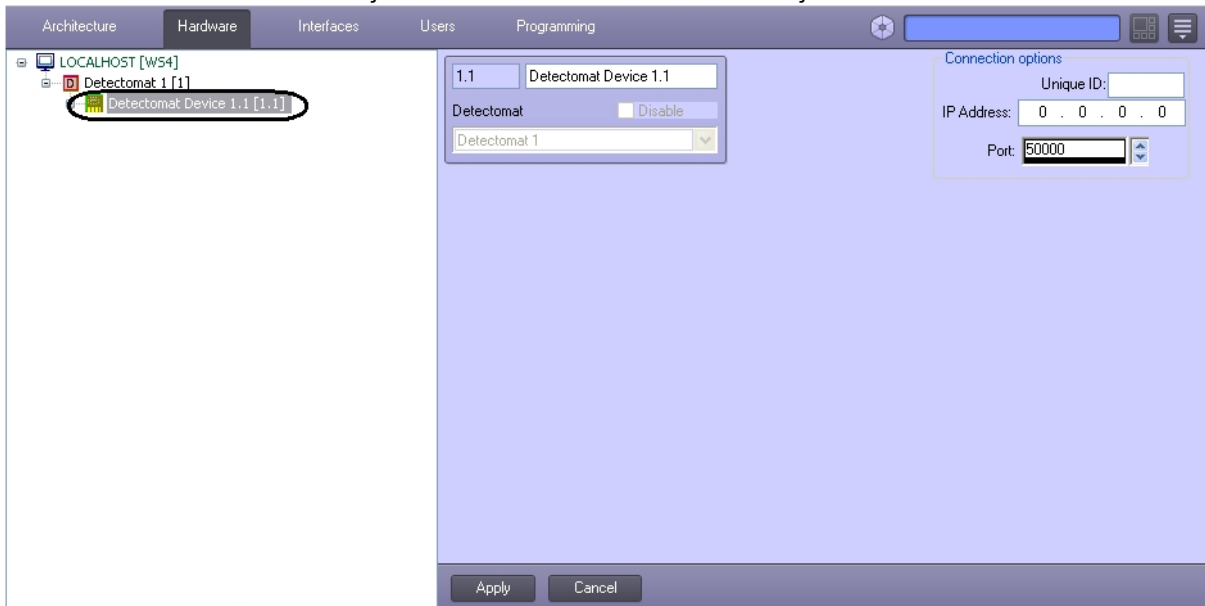 Architecture Hardware Interfaces Users Programming
LOCALHOST [WS4]
D Detectomat 1 [1]
Detectomat Device 1.1 [1.1]
1.1 Detectomat Device 1.1
Detectomat Disable
Detectomat 1
Connection options
Unique ID:
IP Address: 0 . 0 . 0 . 0
Port: 50000
Apply Cancel